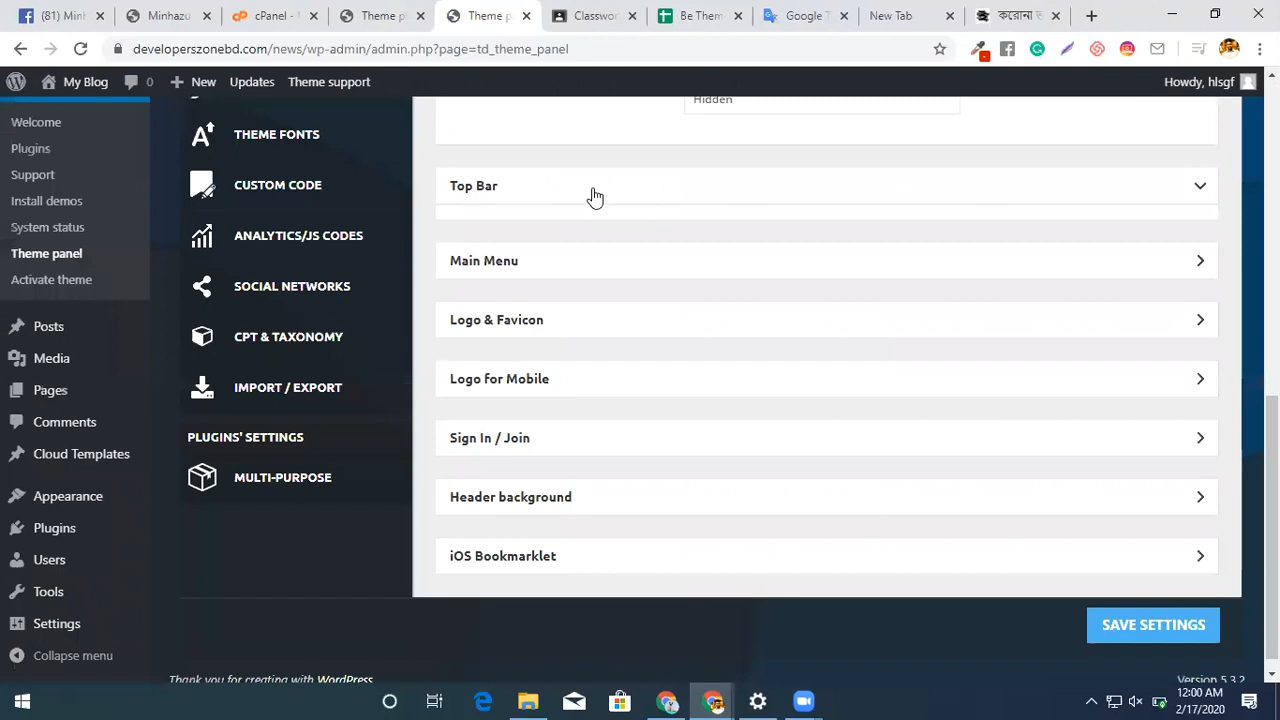 (81) Minh
Minhazu
cPanel -
Theme
Theme p
Classwor
Be Them
Google T
New Tab
করোনা ভ
developerszonebd.com/news/wp-admin/admin.php?page=td_theme_panel
My Blog
0
New
Updates
Theme support
Howdy, hlsgf
Welcome
Plugins
Support
Install demos
System status
Theme panel
Activate theme
Posts
Media
Pages
Comments
Cloud Templates
Appearance
Plugins
Users
Tools
Settings
Collapse menu
THEME FONTS
CUSTOM CODE
ANALYTICS/JS CODES
SOCIAL NETWORKS
CPT & TAXONOMY
IMPORT / EXPORT
PLUGINS' SETTINGS
MULTI-PURPOSE
Hidden
Top Bar
Main Menu
Logo & Favicon
Logo for Mobile
Sign In / Join
Header background
iOS Bookmarklet
SAVE SETTINGS
Thank you for creating with WordPress
Version 5.3.2
12:00 AM
2/17/2020